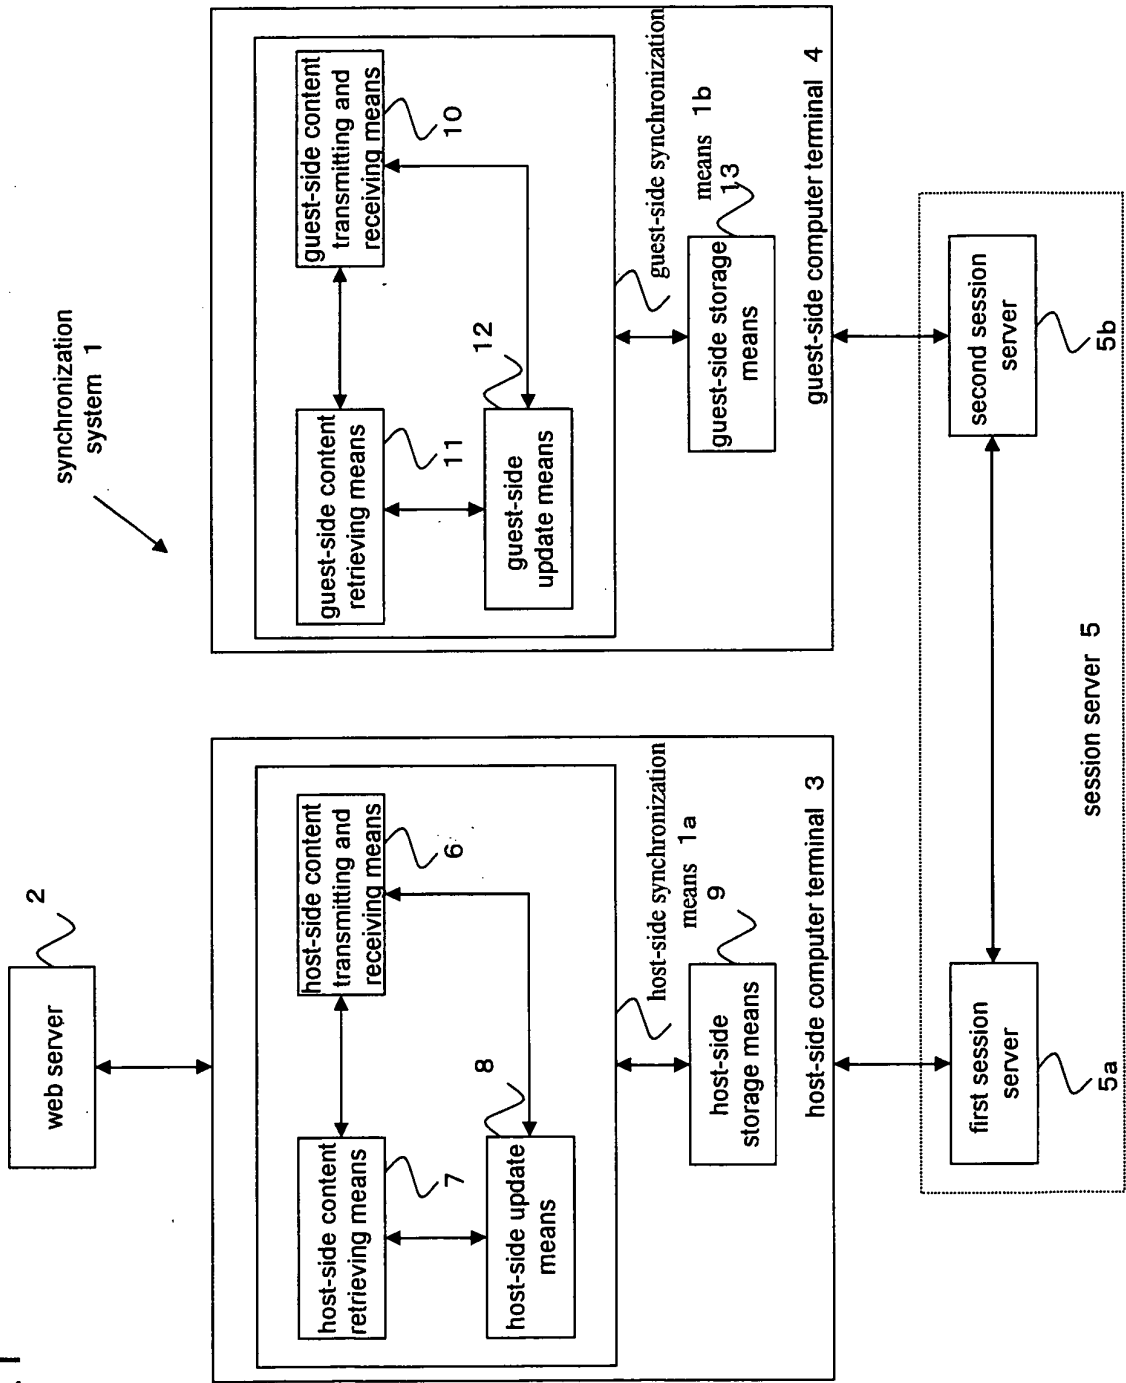 synchronization
system 1
web server
2
host-side content
retrieving means
7
host-side content
transmitting and
receiving means
6
host-side update
means
8
host-side synchronization
means 1a
host-side
storage means
9
host-side computer terminal 3
guest-side content
retrieving means
11
guest-side content
transmitting and
receiving means
10
guest-side
update means
12
guest-side synchronization
means 1b
guest-side storage
means
13
guest-side computer terminal 4
first session
server
5a
second session
server
5b
session server 5